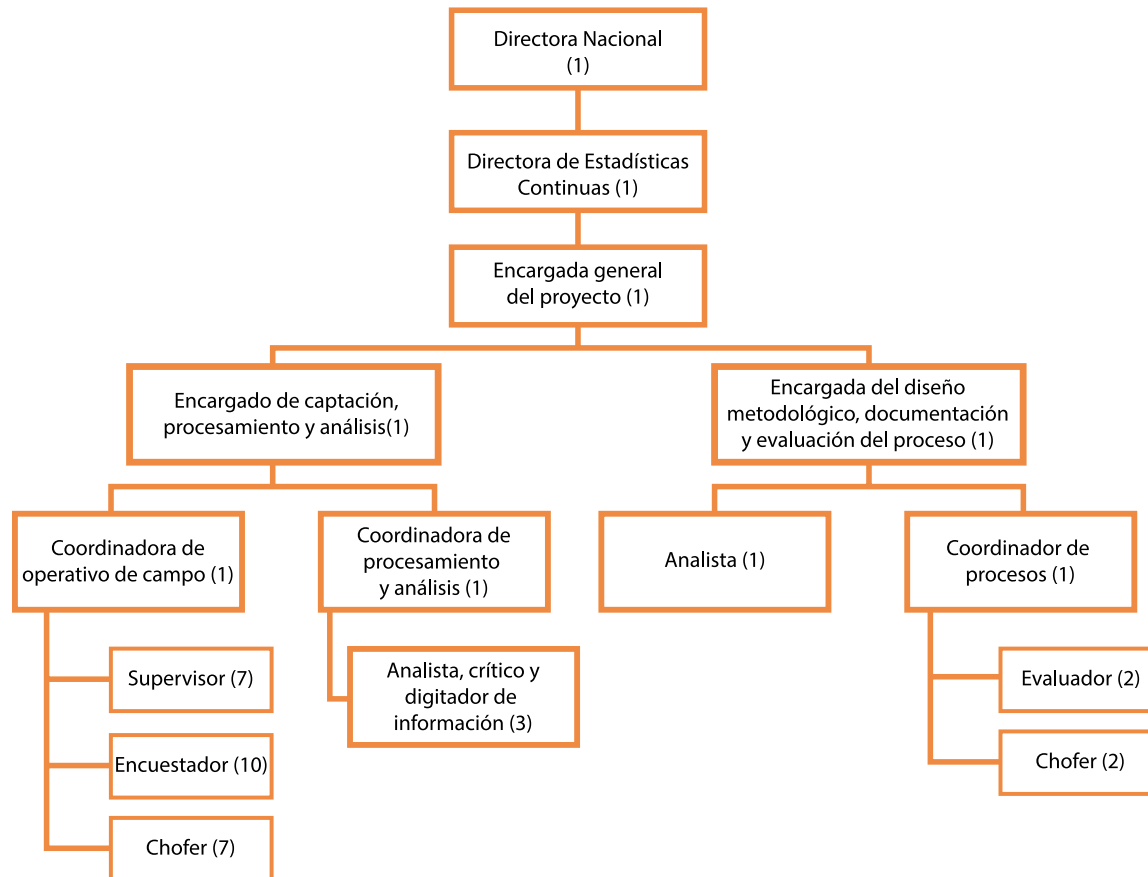 Directora Nacional
(1)
Directora de Estadísticas
Continuas (1)
Encargada general
del proyecto (1)
Encargado de captación,
procesamiento y análisis(1)
Encargada del diseño
metodológico, documentación
y evaluación del proceso (1)
Coordinadora de
operativo de campo (1)
Coordinadora de
procesamiento
y análisis (1)
Analista (1)
Coordinador de
procesos (1)
Supervisor (7)
Encuestador (10)
Chofer (7)
Analista, crítico y
digitador de
información (3)
Evaluador (2)
Chofer (2)